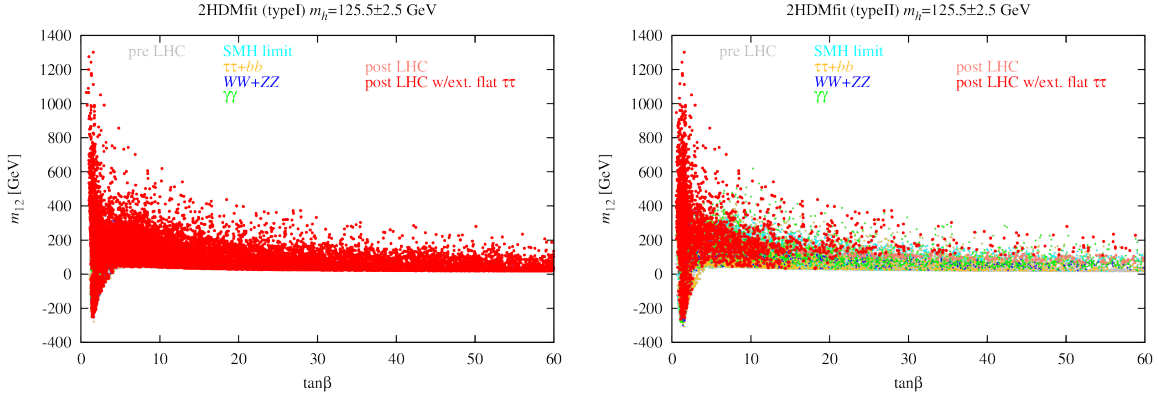 2HDMfit (typeI) m_h=125.5±2.5 GeV
pre LHC
SMH limit
ττ+bb
post LHC
WW+ZZ
post LHC w/ext. flat ττ
γγ
1400
1200
1000
800
600
400
200
0
-200
-400
m_12 [GeV]
0 10 20 30 40 50 60
tanβ
2HDMfit (typeII) m_h=125.5±2.5 GeV
pre LHC
SMH limit
ττ+bb
post LHC
WW+ZZ
post LHC w/ext. flat ττ
γγ
1400
1200
1000
800
600
400
200
0
-200
-400
m_12 [GeV]
0 10 20 30 40 50 60
tanβ